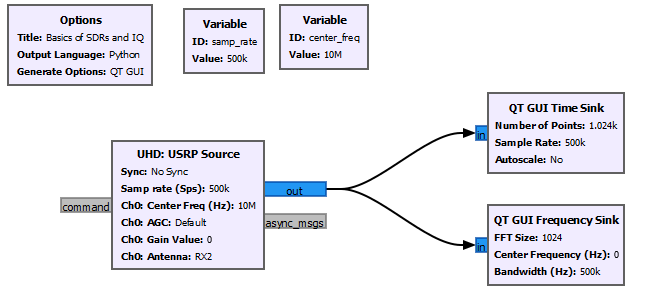 Options
Title: Basics of SDRs and IQ
Output Language: Python
Generate Options: QT GUI
Variable
ID: samp_rate
Value: 500k
Variable
ID: center_freq
Value: 10M
UHD: USRP Source
Sync: No Sync
Samp rate (Sps): 500k
Ch0: Center Freq (Hz): 10M
Ch0: AGC: Default
Ch0: Gain Value: 0
Ch0: Antenna: RX2
command
out
async_msgs
QT GUI Time Sink
Number of Points: 1.024k
Sample Rate: 500k
Autoscale: No
in
QT GUI Frequency Sink
FFT Size: 1024
Center Frequency (Hz): 0
Bandwidth (Hz): 500k
in